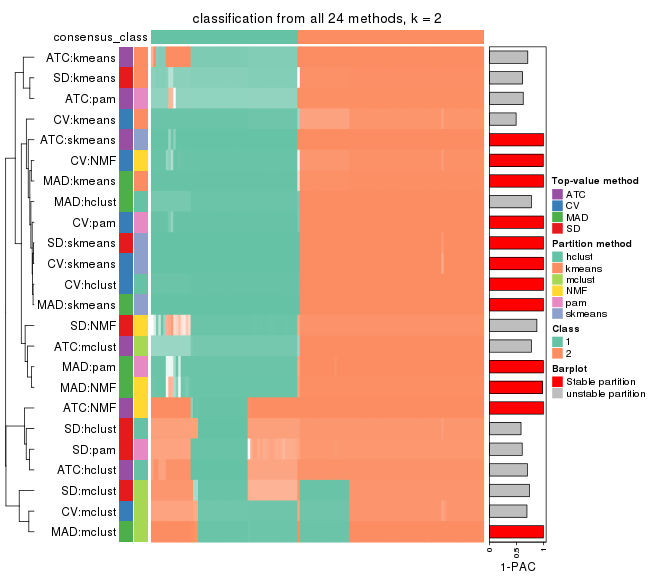 classification from all 24 methods, k = 2
consensus_class
ATC:kmeans
SD:kmeans
ATC:pam
CV:kmeans
ATC:skmeans
CV:NMF
MAD:kmeans
MAD:hclust
CV:pam
SD:skmeans
CV:skmeans
CV:hclust
MAD:skmeans
SD:NMF
ATC:mclust
MAD:pam
MAD:NMF
ATC:NMF
SD:hclust
SD:pam
ATC:hclust
SD:mclust
CV:mclust
MAD:mclust
0
0.5
1
1-PAC
Top-value method
ATC
CV
MAD
SD
Partition method
hclust
kmeans
mclust
NMF
pam
skmeans
Class
1
2
Barplot
Stable partition
unstable partition